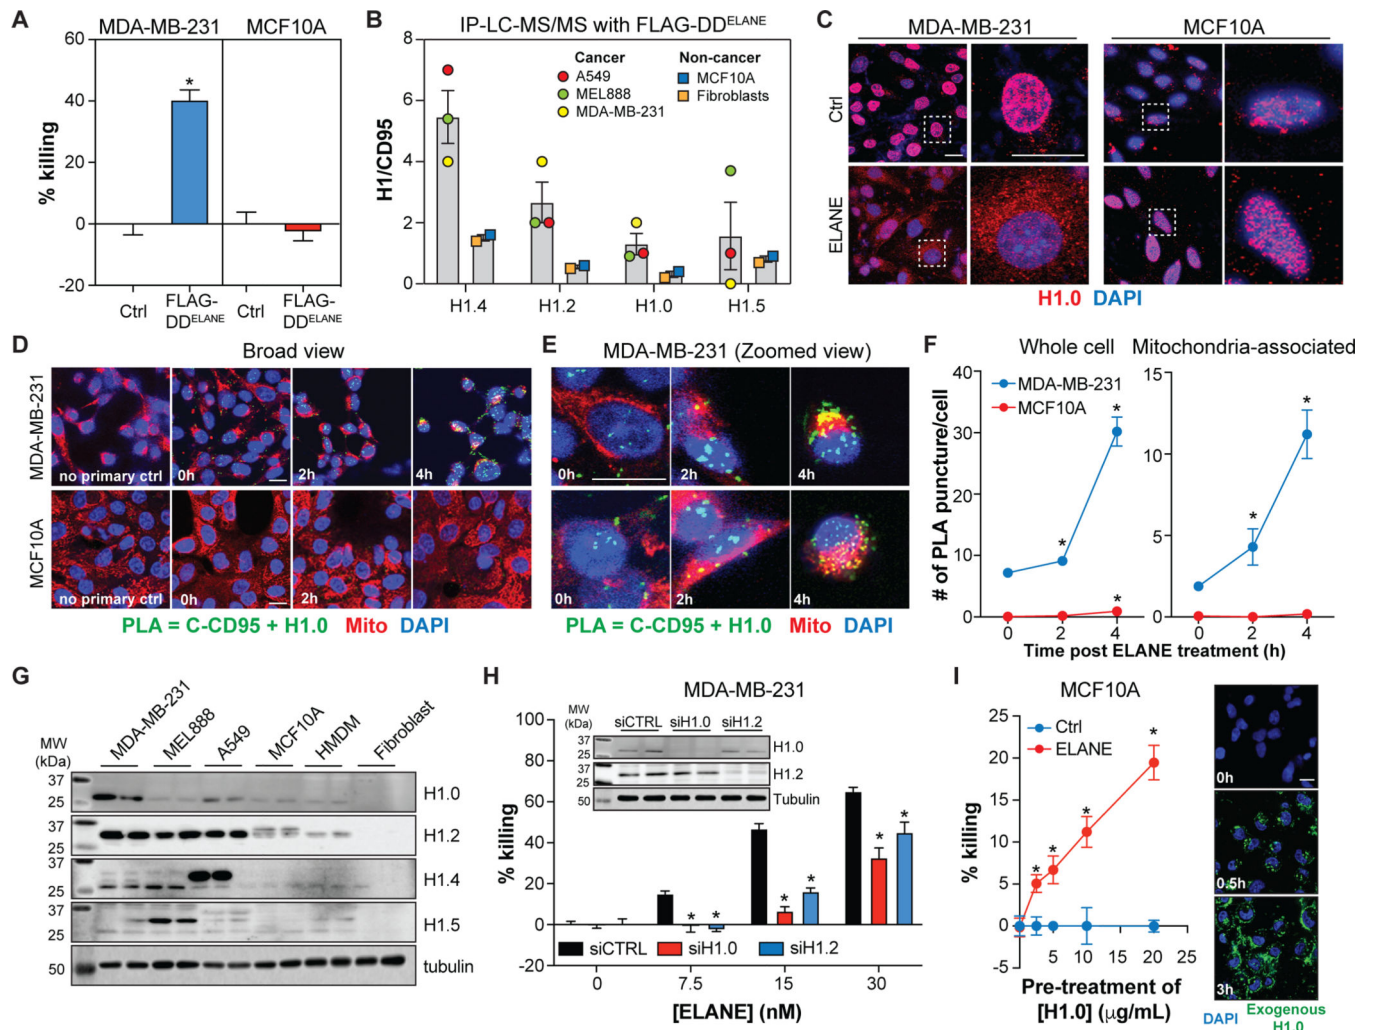 A
MDA-MB-231 MCF10A
% killing
60
40
20
0
-20
*
Ctrl
FLAG-
DDELANE
Ctrl
FLAG-
DDELANE
B
IP-LC-MS/MS with FLAG-DDELANE
H1/CD95
8
6
4
2
0
Cancer
A549
MEL888
MDA-MB-231
Non-cancer
MCF10A
Fibroblasts
H1.4 H1.2 H1.0 H1.5
C
MDA-MB-231 MCF10A
Ctrl
ELANE
H1.0 DAPI
D
Broad view
MDA-MB-231
no primary ctrl 0h 2h 4h
MCF10A
no primary ctrl 0h 2h
PLA = C-CD95 + H1.0 Mito DAPI
E
MDA-MB-231 (Zoomed view)
0h 2h 4h
0h 2h 4h
PLA = C-CD95 + H1.0 Mito DAPI
F
Whole cell Mitochondria-associated
# of PLA puncture/cell
40
30
20
10
0
MDA-MB-231
MCF10A
* * *
0 2 4
15
10
5
0
* *
0 2 4
Time post ELANE treatment (h)
G
MW
(kDa)
MDA-MB-231 MEL888 A549 MCF10A HMDM Fibroblast
37
25
H1.0
37
25
H1.2
37
25
H1.4
37
25
H1.5
50
tubulin
H
MDA-MB-231
% killing
100
80
60
40
20
0
-20
MW
(kDa)
siCTRL siH1.0 siH1.2
37
25
H1.0
37
25
H1.2
50
Tubulin
* * * * * *
siCTRL siH1.0 siH1.2
0 7.5 15 30
[ELANE] (nM)
I
MCF10A
% killing
25
20
15
10
5
0
-5
Ctrl
ELANE
* * * *
5 10 15 20 25
Pre-treatment of
[H1.0] (µg/mL)
0h
0.5h
3h
DAPI Exogenous
H1.0